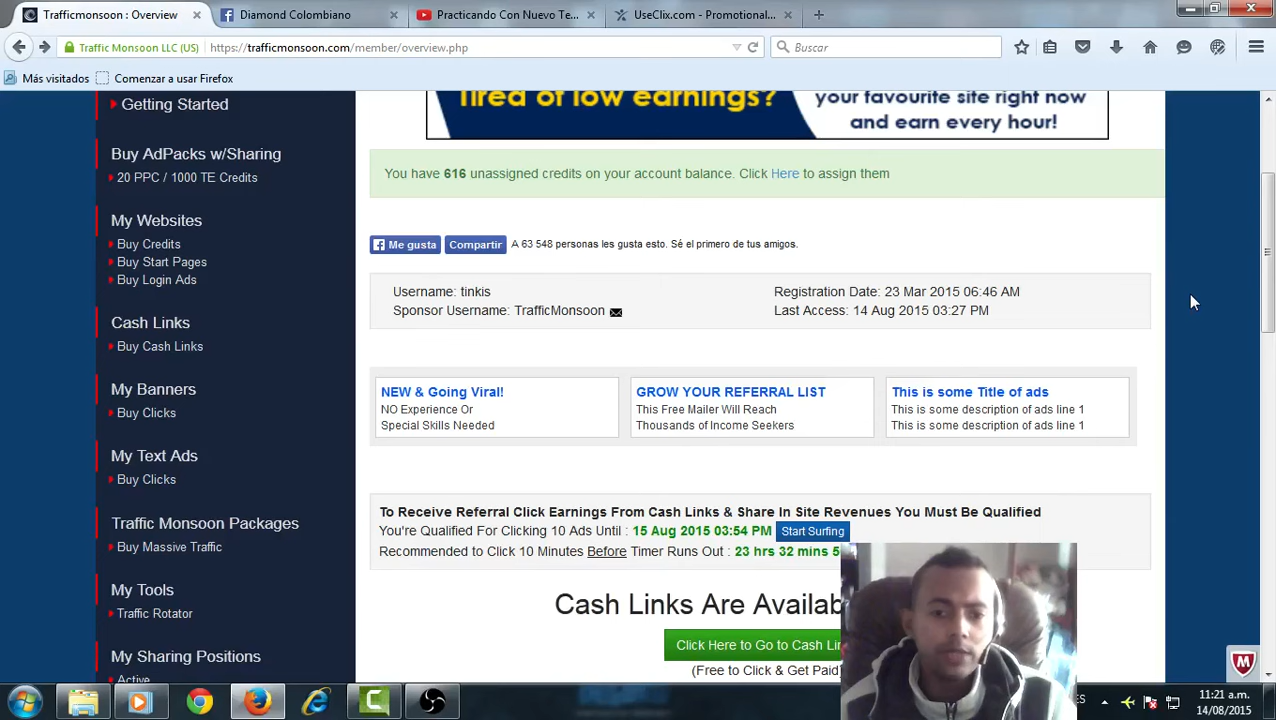 Trafficmonsoon : Overview
Diamond Colombiano
Practicando Con Nuevo Te...
UseClix.com - Promotional...
Traffic Monsoon LLC (US)
https://trafficmonsoon.com/member/overview.php
Buscar
Más visitados
Comenzar a usar Firefox
Getting Started
Tired of low earnings?
your favourite site right now
and earn every hour!
Buy AdPacks w/Sharing
20 PPC / 1000 TE Credits
You have 616 unassigned credits on your account balance. Click Here to assign them
My Websites
Buy Credits
Buy Start Pages
Buy Login Ads
Me gusta
Compartir
A 63 548 personas les gusta esto. Sé el primero de tus amigos.
Username: tinkis
Registration Date: 23 Mar 2015 06:46 AM
Sponsor Username: TrafficMonsoon
Last Access: 14 Aug 2015 03:27 PM
Cash Links
Buy Cash Links
My Banners
Buy Clicks
NEW & Going Viral!
NO Experience Or
Special Skills Needed
GROW YOUR REFERRAL LIST
This Free Mailer Will Reach
Thousands of Income Seekers
This is some Title of ads
This is some description of ads line 1
This is some description of ads line 1
My Text Ads
Buy Clicks
Traffic Monsoon Packages
Buy Massive Traffic
To Receive Referral Click Earnings From Cash Links & Share In Site Revenues You Must Be Qualified
You're Qualified For Clicking 10 Ads Until : 15 Aug 2015 03:54 PM Start Surfing
Recommended to Click 10 Minutes Before Timer Runs Out : 23 hrs 32 mins 5
My Tools
Traffic Rotator
Cash Links Are Availab
Click Here to Go to Cash Lin
(Free to Click & Get Paid)
My Sharing Positions
Active
ES
11:21 a.m.
14/08/2015